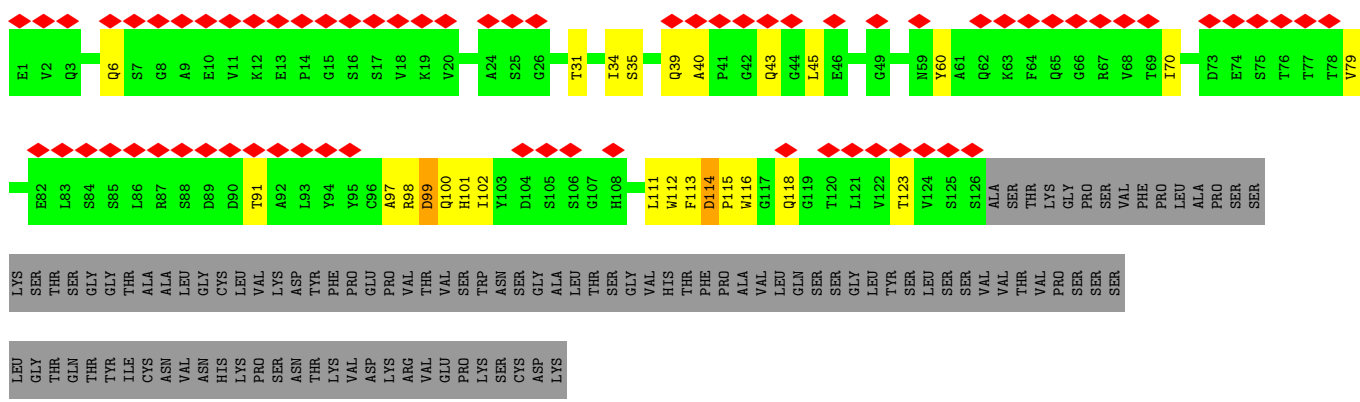 E1 V2 Q3 Q6 S7 G8 A9 E10 V11 K12 E13 P14 G15 S16 S17 V18 K19 V20 A24 S25 G26 T31 I34 S35 Q39 A40 P41 G42 Q43 G44 L45 E46 G49 N59 Y60 A61 Q62 K63 F64 Q65 G66 R67 V68 T69 I70 D73 E74 S75 T76 T77 T78 V79
E82 L83 S84 S85 L86 R87 S88 D89 D90 T91 A92 L93 Y94 Y95 C96 A97 R98 D99 Q100 H101 I102 Y103 D104 S105 S106 G107 H108 L111 W112 F113 D114 P115 W116 G117 Q118 G119 T120 L121 V122 T123 V124 S125 S126 ALA SER THR LYS GLY PRO SER VAL PHE PRO LEU ALA PRO SER SER
LYS SER THR SER GLY GLY THR ALA ALA LEU GLY CYS LEU VAL LYS ASP TYR PHE PRO GLU PRO VAL THR VAL SER TRP ASN SER GLY ALA LEU THR SER GLY VAL HIS THR PHE PRO ALA VAL LEU GLN SER SER GLY LEU TYR SER LEU SER SER VAL VAL THR VAL PRO SER SER SER
LEU GLY THR GLN THR TYR ILE CYS ASN VAL ASN HIS LYS PRO SER ASN THR LYS VAL ASP LYS ARG VAL GLU PRO LYS SER CYS ASP LYS